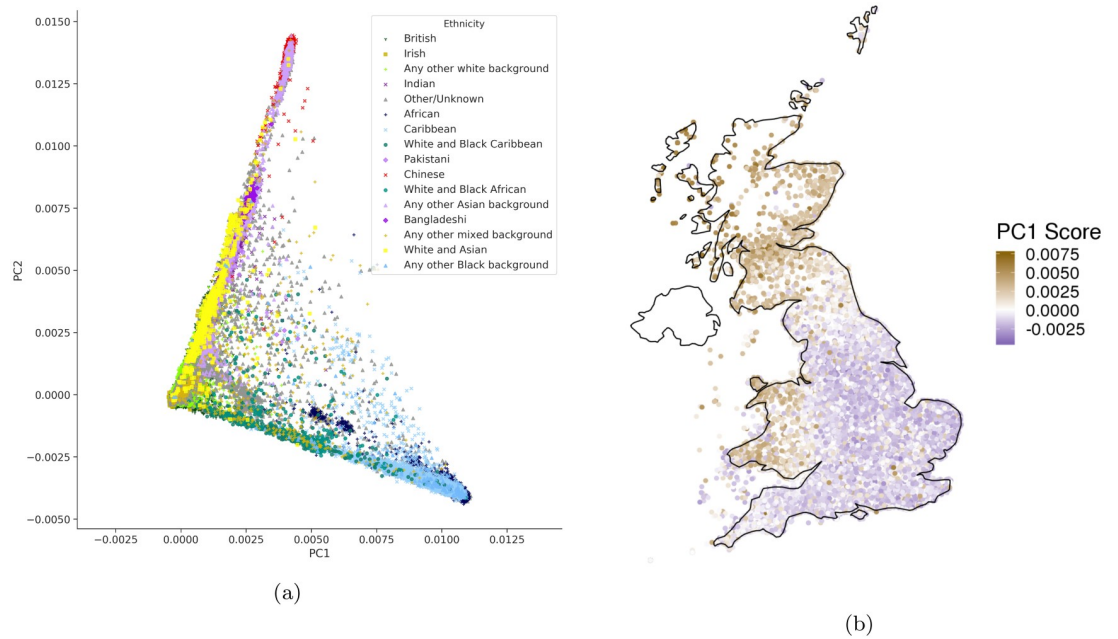 0.0150
0.0125
0.0100
0.0075
0.0050
0.0025
0.0000
−0.0025
−0.0050
PC2
−0.0025
0.0000
0.0025
0.0050
0.0075
0.0100
0.0125
PC1
Ethnicity
British
Irish
Any other white background
Indian
Other/Unknown
African
Caribbean
White and Black Caribbean
Pakistani
Chinese
White and Black African
Any other Asian background
Bangladeshi
Any other mixed background
White and Asian
Any other Black background
(a)
PC1 Score
0.0075
0.0050
0.0025
0.0000
-0.0025
(b)